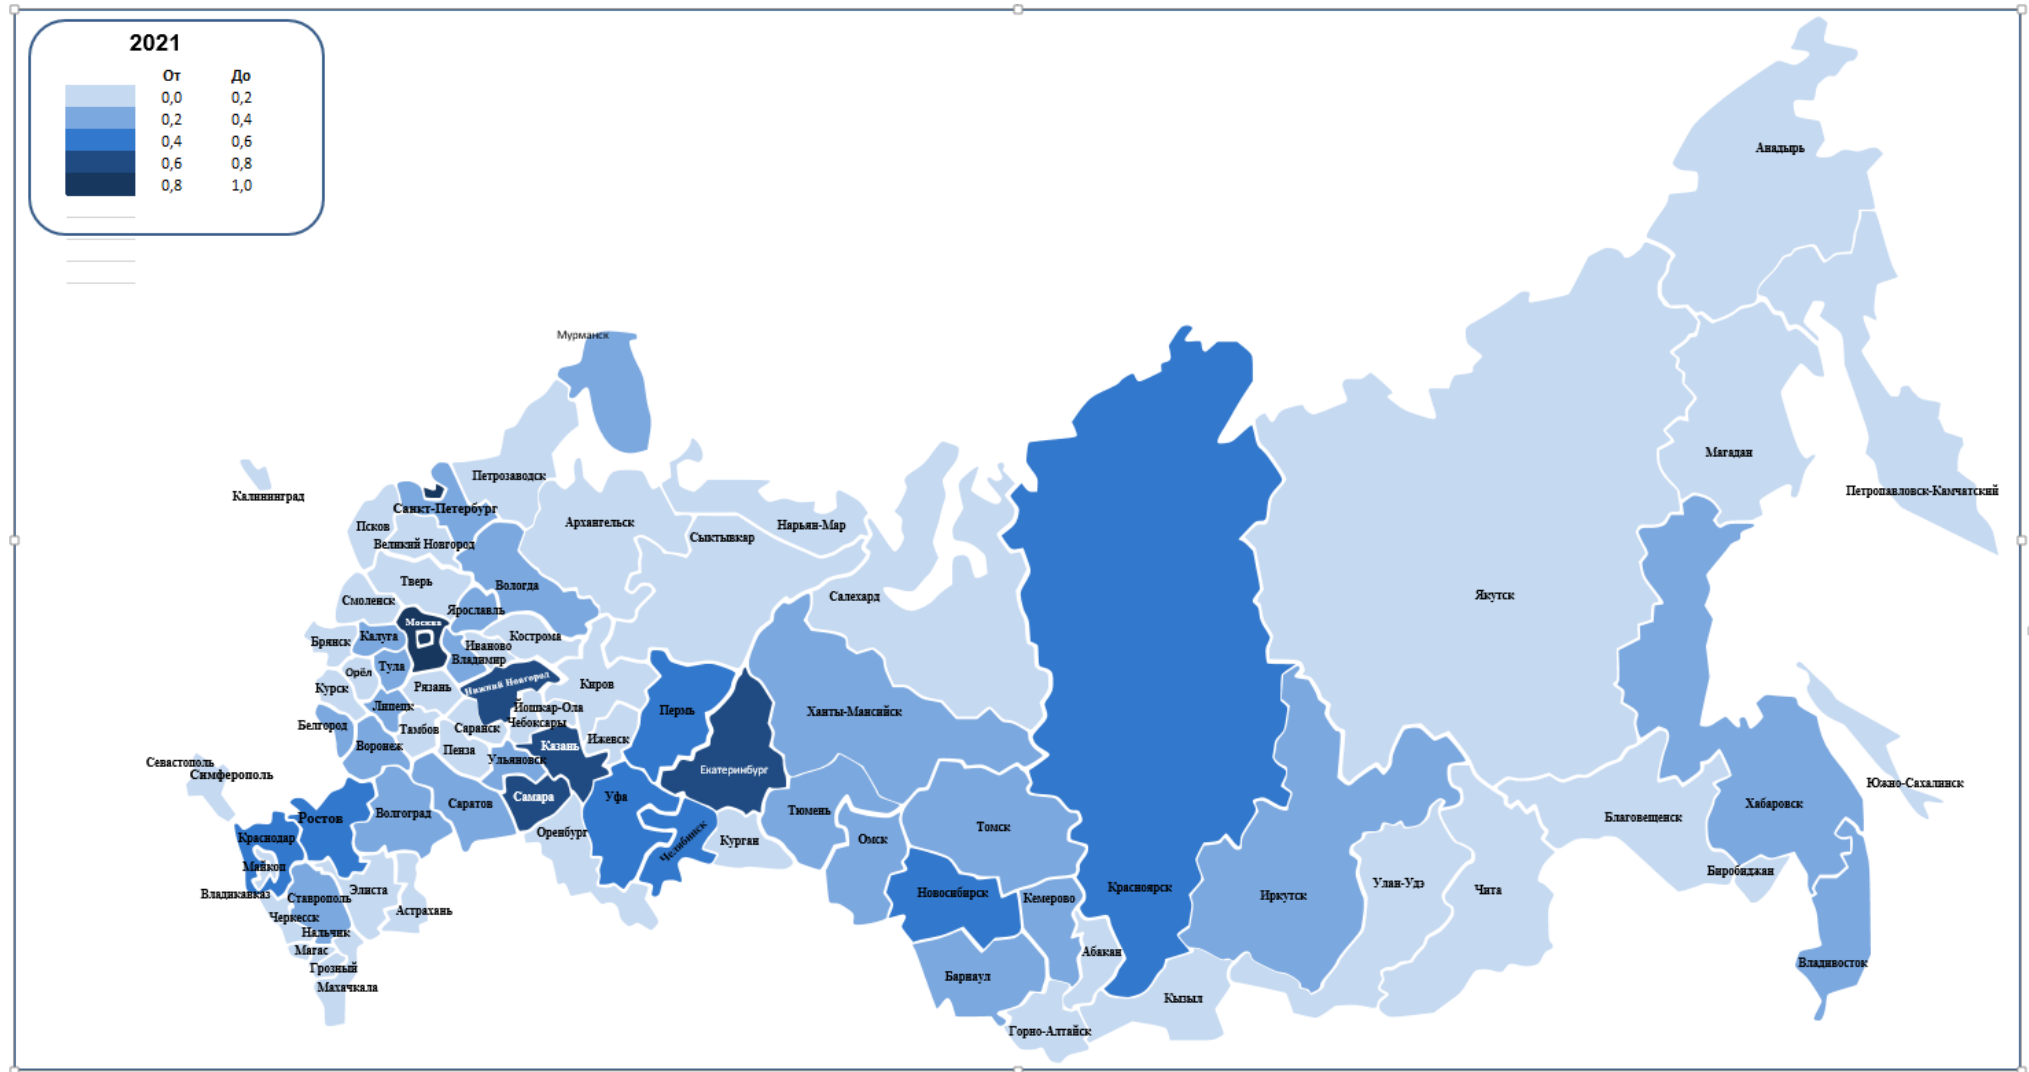 2021
От До
0,0 0,2
0,2 0,4
0,4 0,6
0,6 0,8
0,8 1,0
Анадырь
Мурманск
Магадан
Петрозаводск
Петропавловск-Камчатский
Калининград
Санкт-Петербург
Архангельск
Нарьян-Мар
Псков
Сыктывкар
Великий Новгород
Тверь
Вологда
Якутск
Салехард
Смоленск
Ярославль
Москва
Калуга
Кострома
Брянск
Иваново
Владимир
Тула
Орёл
Нижний Новгород
Киров
Курск
Рязань
Липецк
Йошкар-Ола
Пермь
Ханты-Мансийск
Чебоксары
Белгород
Тамбов
Саранск
Ижевск
Воронеж
Пенза
Казань
Ульяновск
Севастополь
Симферополь
Екатеринбург
Южно-Сахалинск
Самара
Уфа
Саратов
Хабаровск
Тюмень
Волгоград
Ростов
Благовещенск
Томск
Оренбург
Краснодар
Челябинск
Курган
Омск
Майкоп
Биробиджан
Улан-Удэ
Чита
Красноярск
Элиста
Владикавказ
Новосибирск
Иркутск
Ставрополь
Кемерово
Астрахань
Черкесск
Нальчик
Магас
Абакан
Владивосток
Грозный
Барнаул
Махачкала
Кызыл
Горно-Алтайск